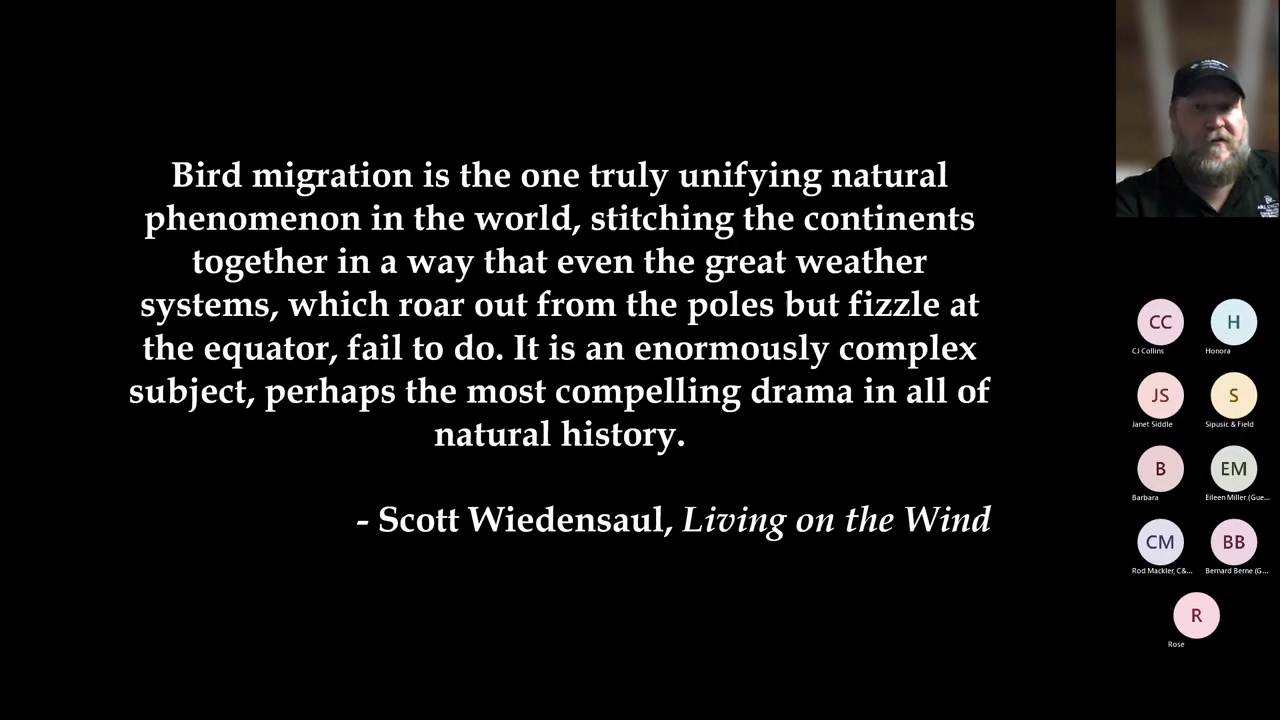 Bird migration is the one truly unifying natural
phenomenon in the world, stitching the continents
together in a way that even the great weather
systems, which roar out from the poles but fizzle at
the equator, fail to do. It is an enormously complex
subject, perhaps the most compelling drama in all of
natural history.
- Scott Wiedensaul, Living on the Wind
CC
H
CJ Collins
Honora
JS
S
Janet Siddle
Sipusic & Field
B
EM
Barbara
Eileen Miller (Gue...
CM
BB
Rod Mackler, C&...
Bernard Berne (G...
R
Rose